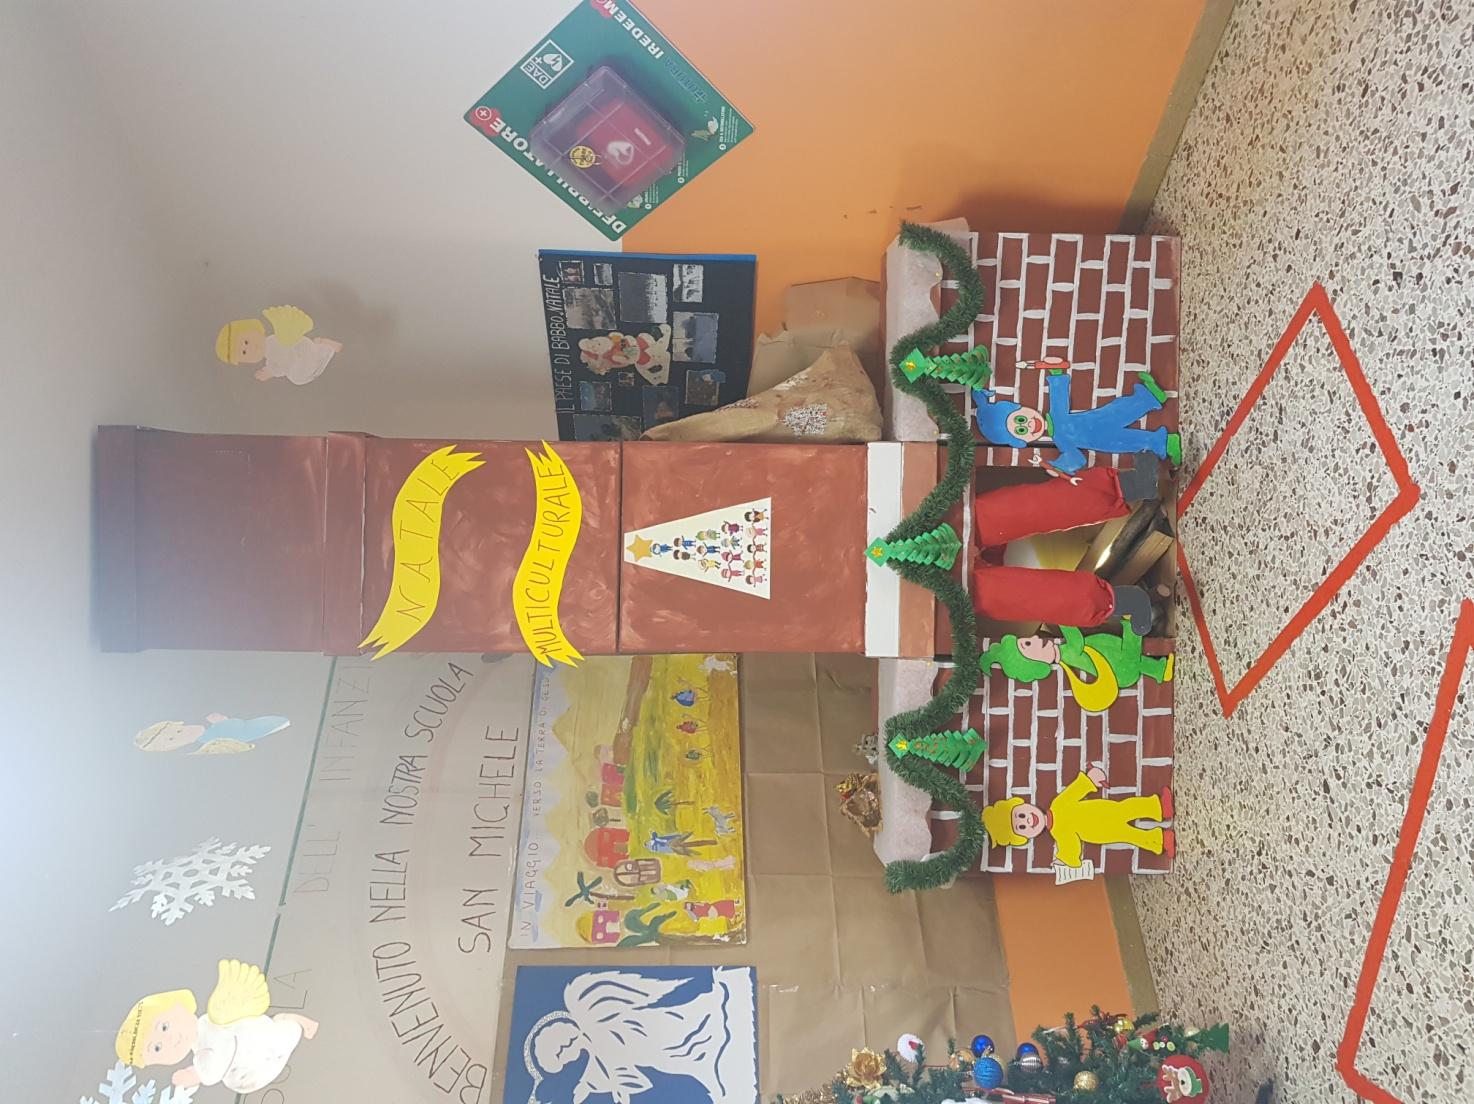 NATALE
MULTICULTURALE
IL PAESE DI BABBO NATALE
DEFIBRILLATORE
DAE
IREDEEM
DELL' INFANZI
BENVENUTO NELLA NOSTRA SCUOLA
SAN MICHELE
IN VIAGGIO VERSO LA TERRA DI GESÙ